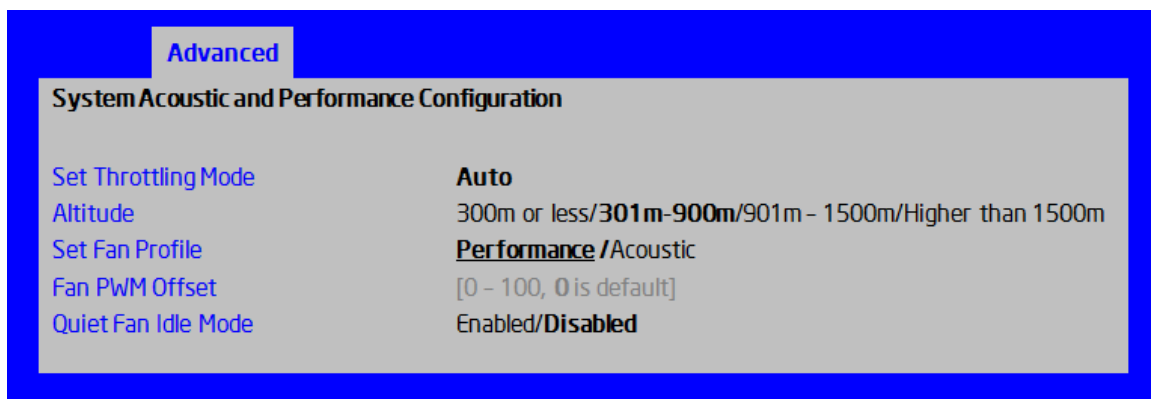 Advanced
System Acoustic and Performance Configuration
Set Throttling Mode Auto
Altitude 300m or less/301m-900m/901m – 1500m/Higher than 1500m
Set Fan Profile Performance /Acoustic
Fan PWM Offset [0 – 100, 0 is default]
Quiet Fan Idle Mode Enabled/Disabled